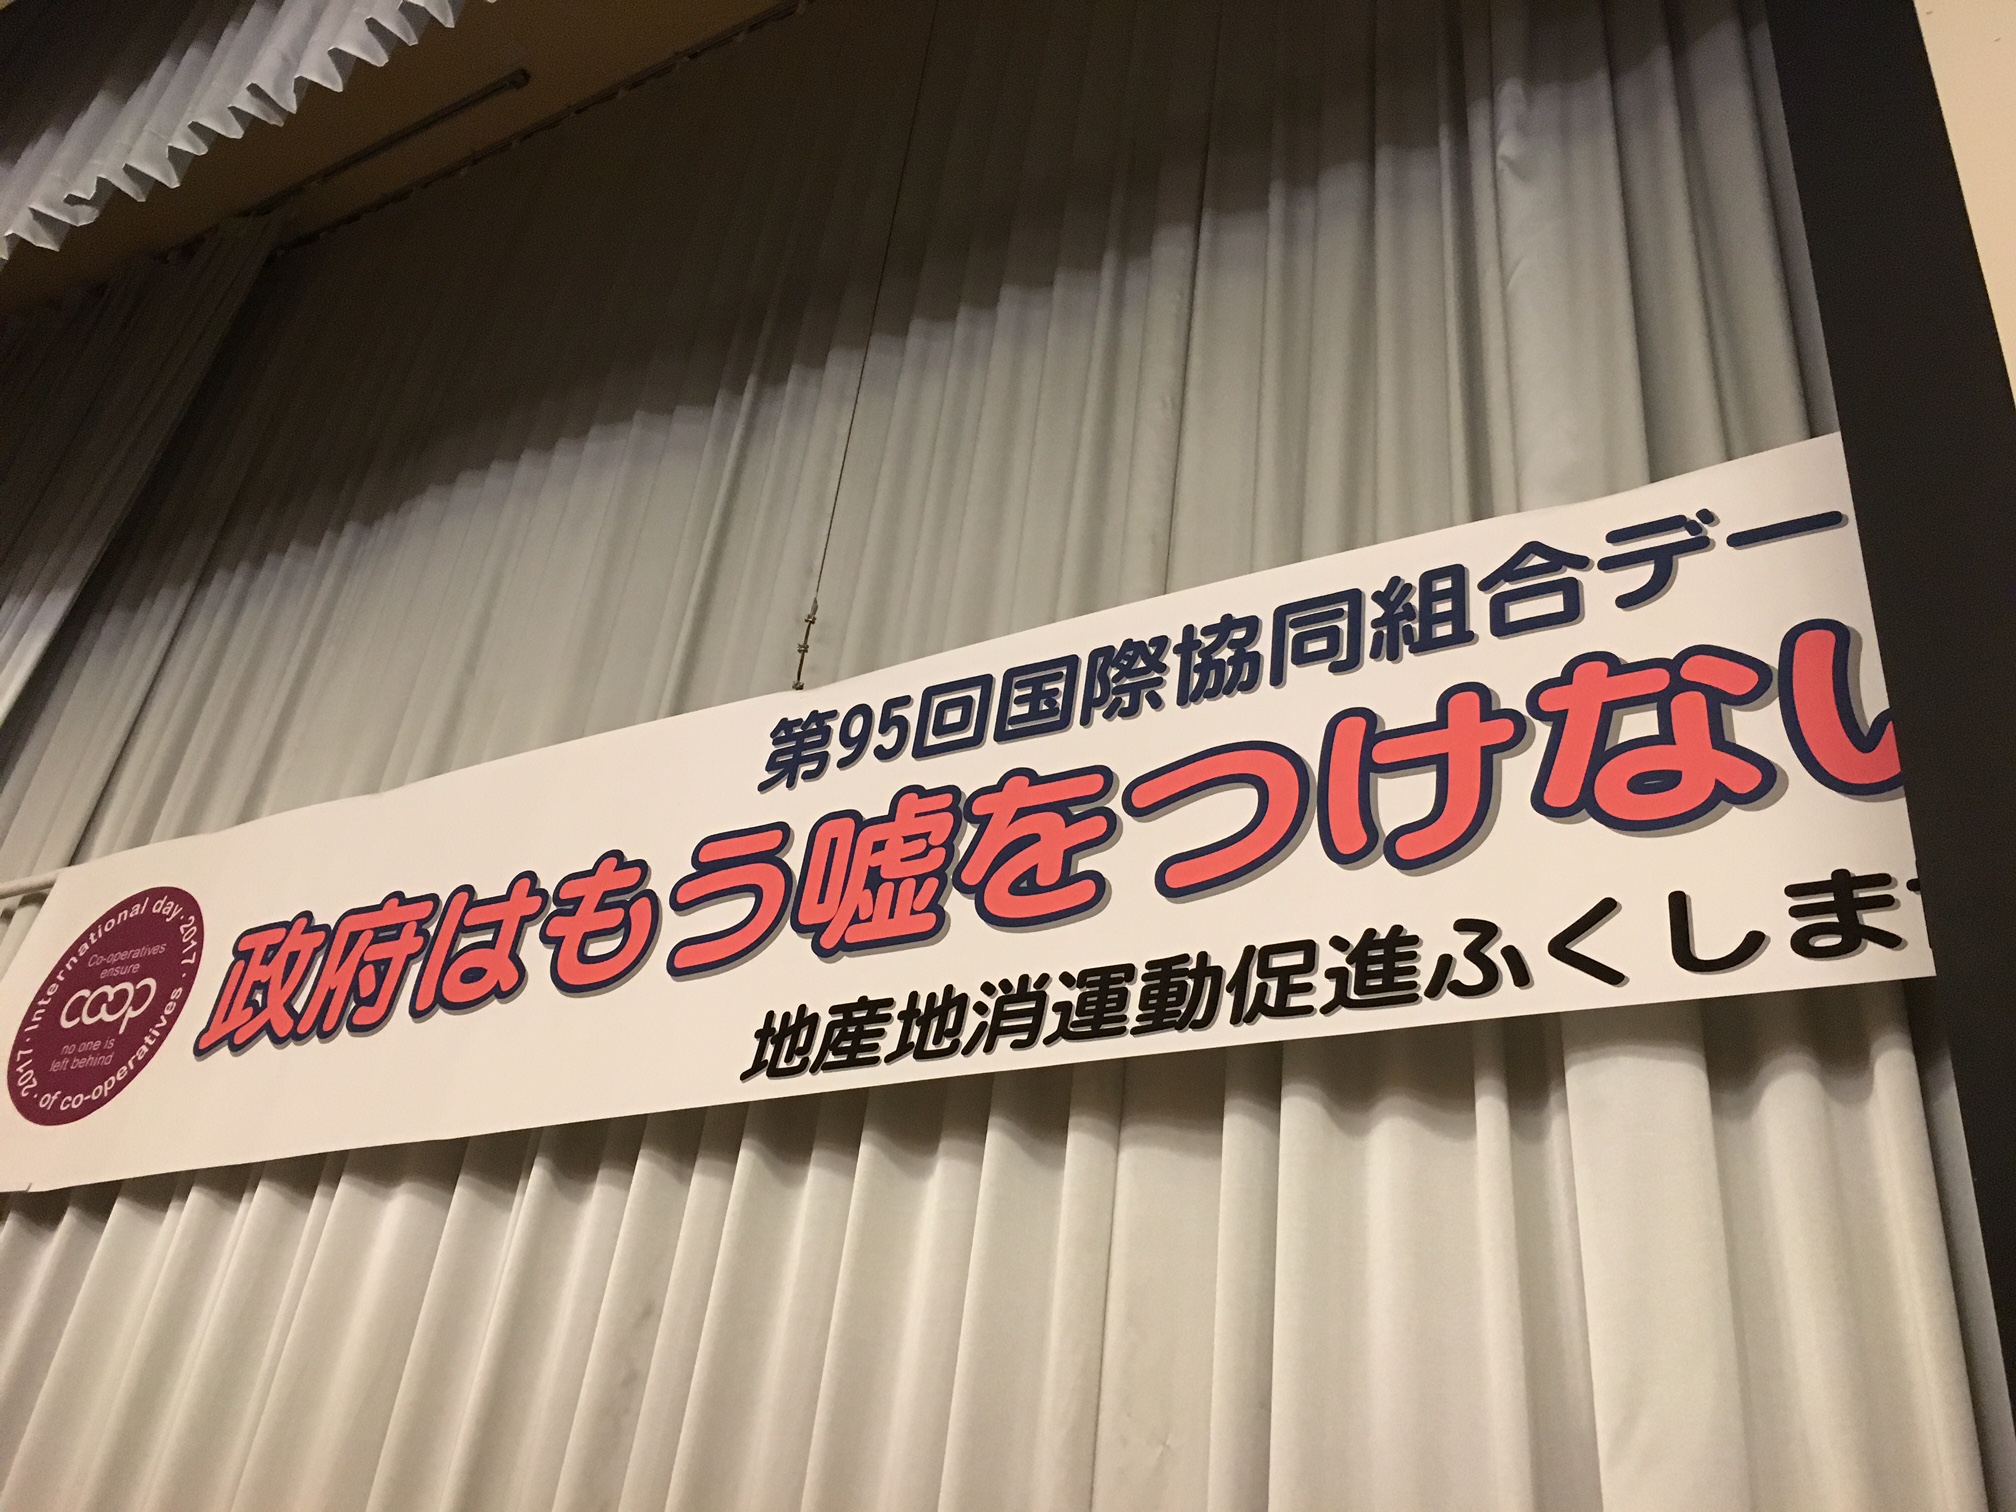 第95回国際協同組合デー
政府はもう嘘をつけない
地産地消運動促進ふくしま
2017 · International day · 2017 · of co-operatives
Co-operatives
ensure
coop
no one is
left behind